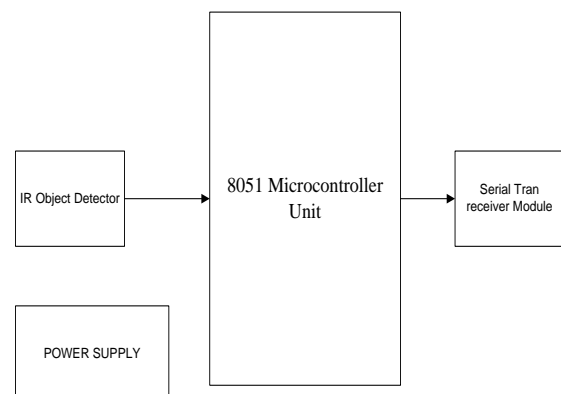 IR Object Detector
8051 Microcontroller
Unit
Serial Tran
receiver Module
POWER SUPPLY